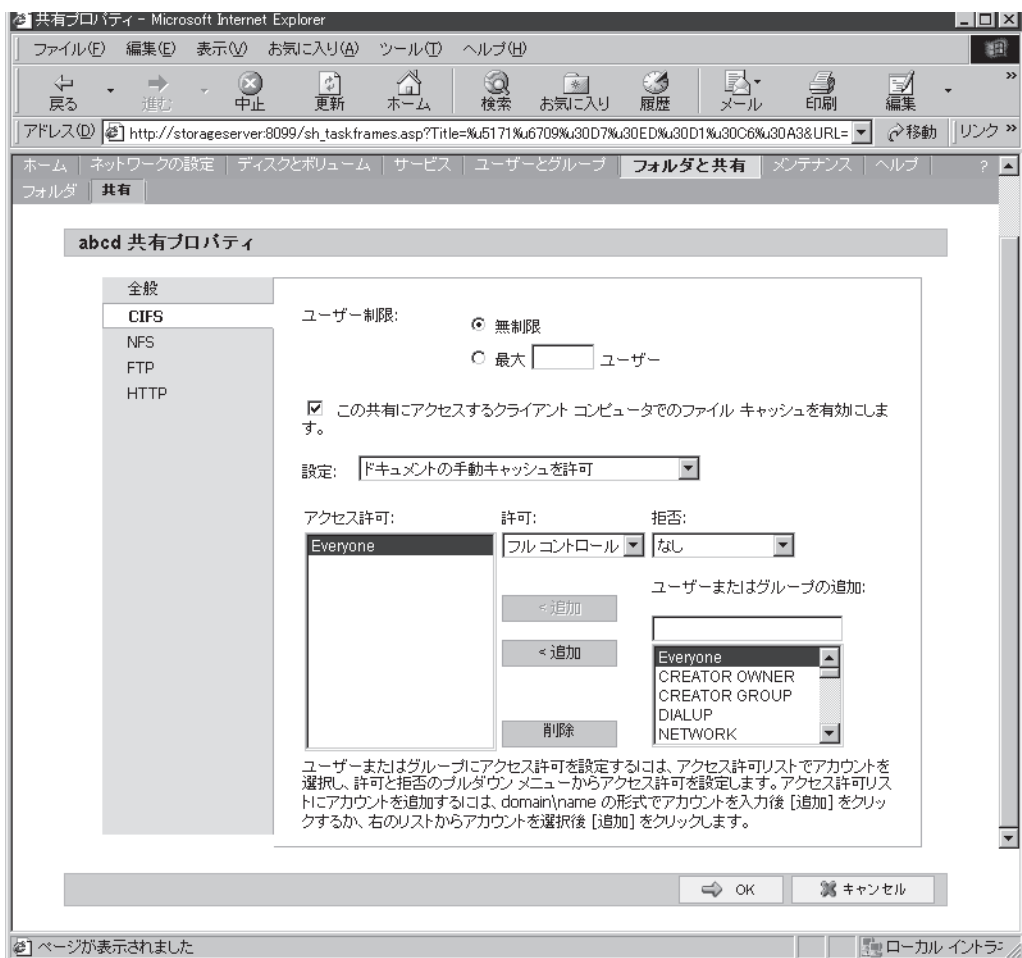 共有プロパティ - Microsoft Internet Explorer
ファイル(F) 編集(E) 表示(V) お気に入り(A) ツール(T) ヘルプ(H)
戻る 進む 中止 更新 ホーム 検索 お気に入り 履歴 メール 印刷 編集 »
アドレス(D) http://storageserver:8099/sh_taskframes.asp?Title=%u5171%u6709%u30D7%u30ED%u30D1%u30C6%u30A3&URL= 移動 リンク »
ホーム ネットワークの設定 ディスクとボリューム サービス ユーザーとグループ フォルダと共有 メンテナンス ヘルプ ?
フォルダ 共有
abcd 共有プロパティ
全般
CIFS
NFS
FTP
HTTP
ユーザー制限:
無制限
最大 ユーザー
この共有にアクセスするクライアント コンピュータでのファイル キャッシュを有効にしま
す。
設定: ドキュメントの手動キャッシュを許可
アクセス許可: 許可: 拒否:
Everyone フル コントロール なし
ユーザーまたはグループの追加:
< 追加
< 追加
Everyone
CREATOR OWNER
CREATOR GROUP
DIALUP
NETWORK
削除
ユーザーまたはグループにアクセス許可を設定するには、アクセス許可リストでアカウントを
選択し、許可と拒否のプルダウン メニューからアクセス許可を設定します。アクセス許可リス
トにアカウントを追加するには、domain\name の形式でアカウントを入力後 [追加] をクリッ
クするか、右のリストからアカウントを選択後 [追加] をクリックします。
OK キャンセル
ページが表示されました ローカル イントラネ